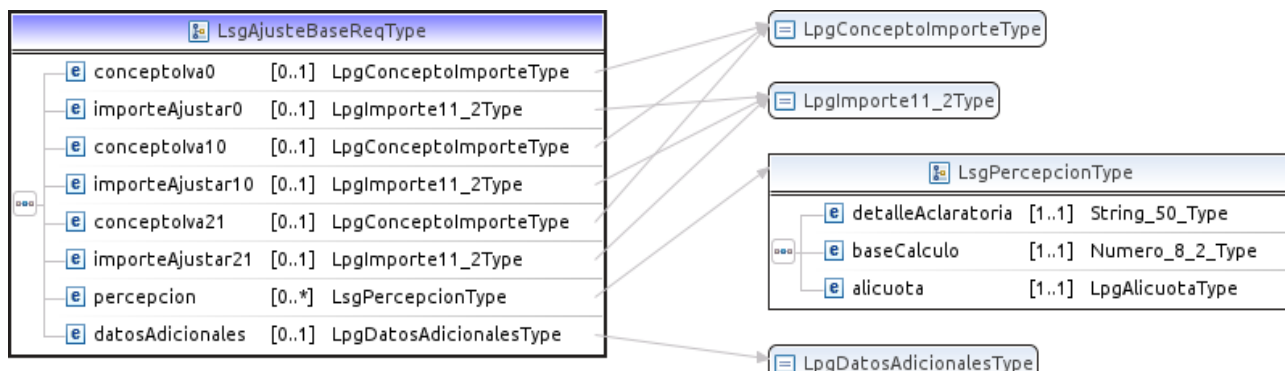 LsgAjusteBaseReqType
e conceptoIva0 [0..1] LpgConceptoImporteType
e importeAjustar0 [0..1] LpgImporte11_2Type
e conceptoIva10 [0..1] LpgConceptoImporteType
e importeAjustar10 [0..1] LpgImporte11_2Type
e conceptoIva21 [0..1] LpgConceptoImporteType
e importeAjustar21 [0..1] LpgImporte11_2Type
e percepcion [0..*] LsgPercepcionType
e datosAdicionales [0..1] LpgDatosAdicionalesType
LpgConceptoImporteType
LpgImporte11_2Type
LsgPercepcionType
e detalleAclaratoria [1..1] String_50_Type
e baseCalculo [1..1] Numero_8_2_Type
e alicuota [1..1] LpgAlicuotaType
LpgDatosAdicionalesType